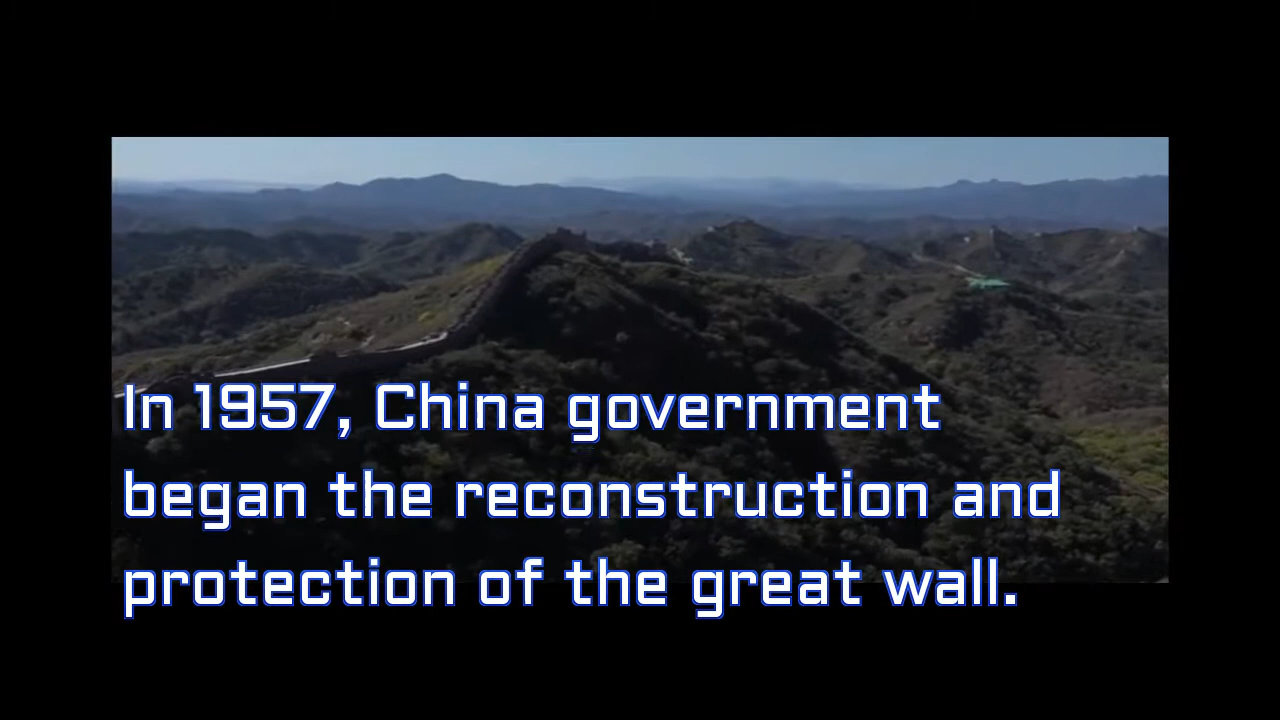 In 1957, China government
began the reconstruction and
protection of the great wall.